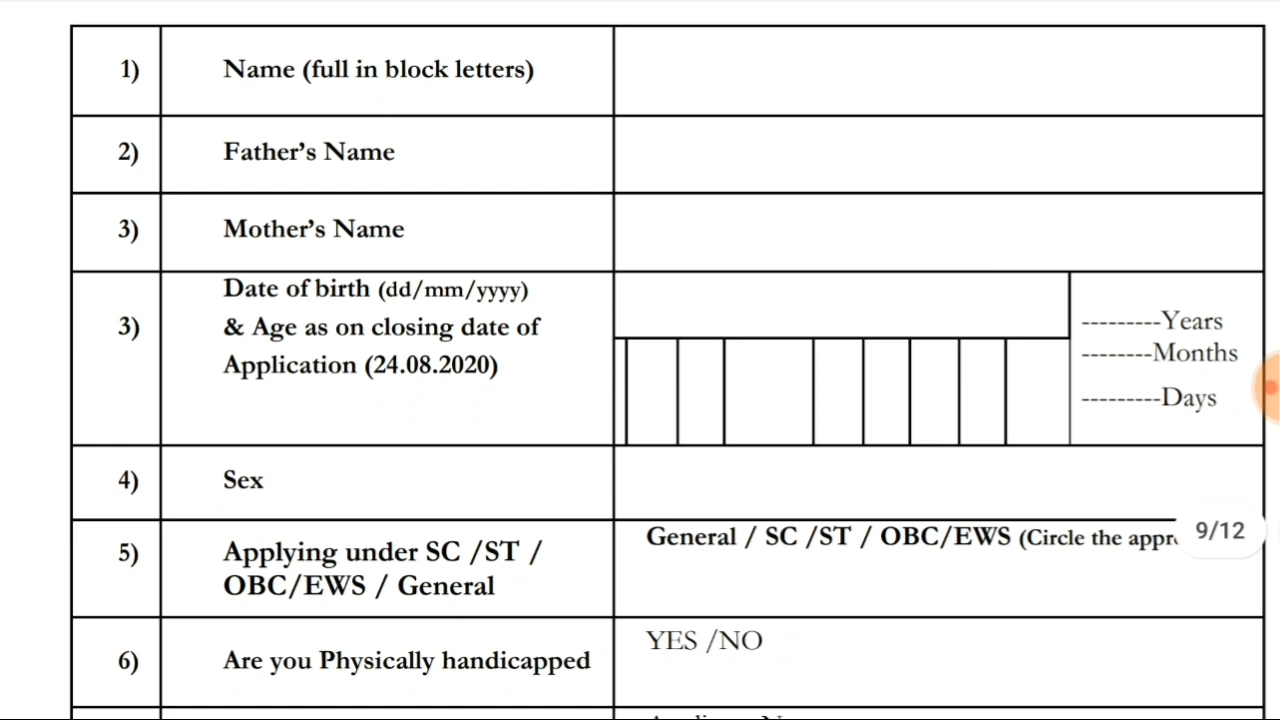 1) Name (full in block letters)
2) Father’s Name
3) Mother’s Name
3) Date of birth (dd/mm/yyyy)
& Age as on closing date of
Application (24.08.2020)
---------Years
--------Months
---------Days
4) Sex
5) Applying under SC /ST /
OBC/EWS / General
General / SC /ST / OBC/EWS (Circle the
9/12
6) Are you Physically handicapped
YES /NO